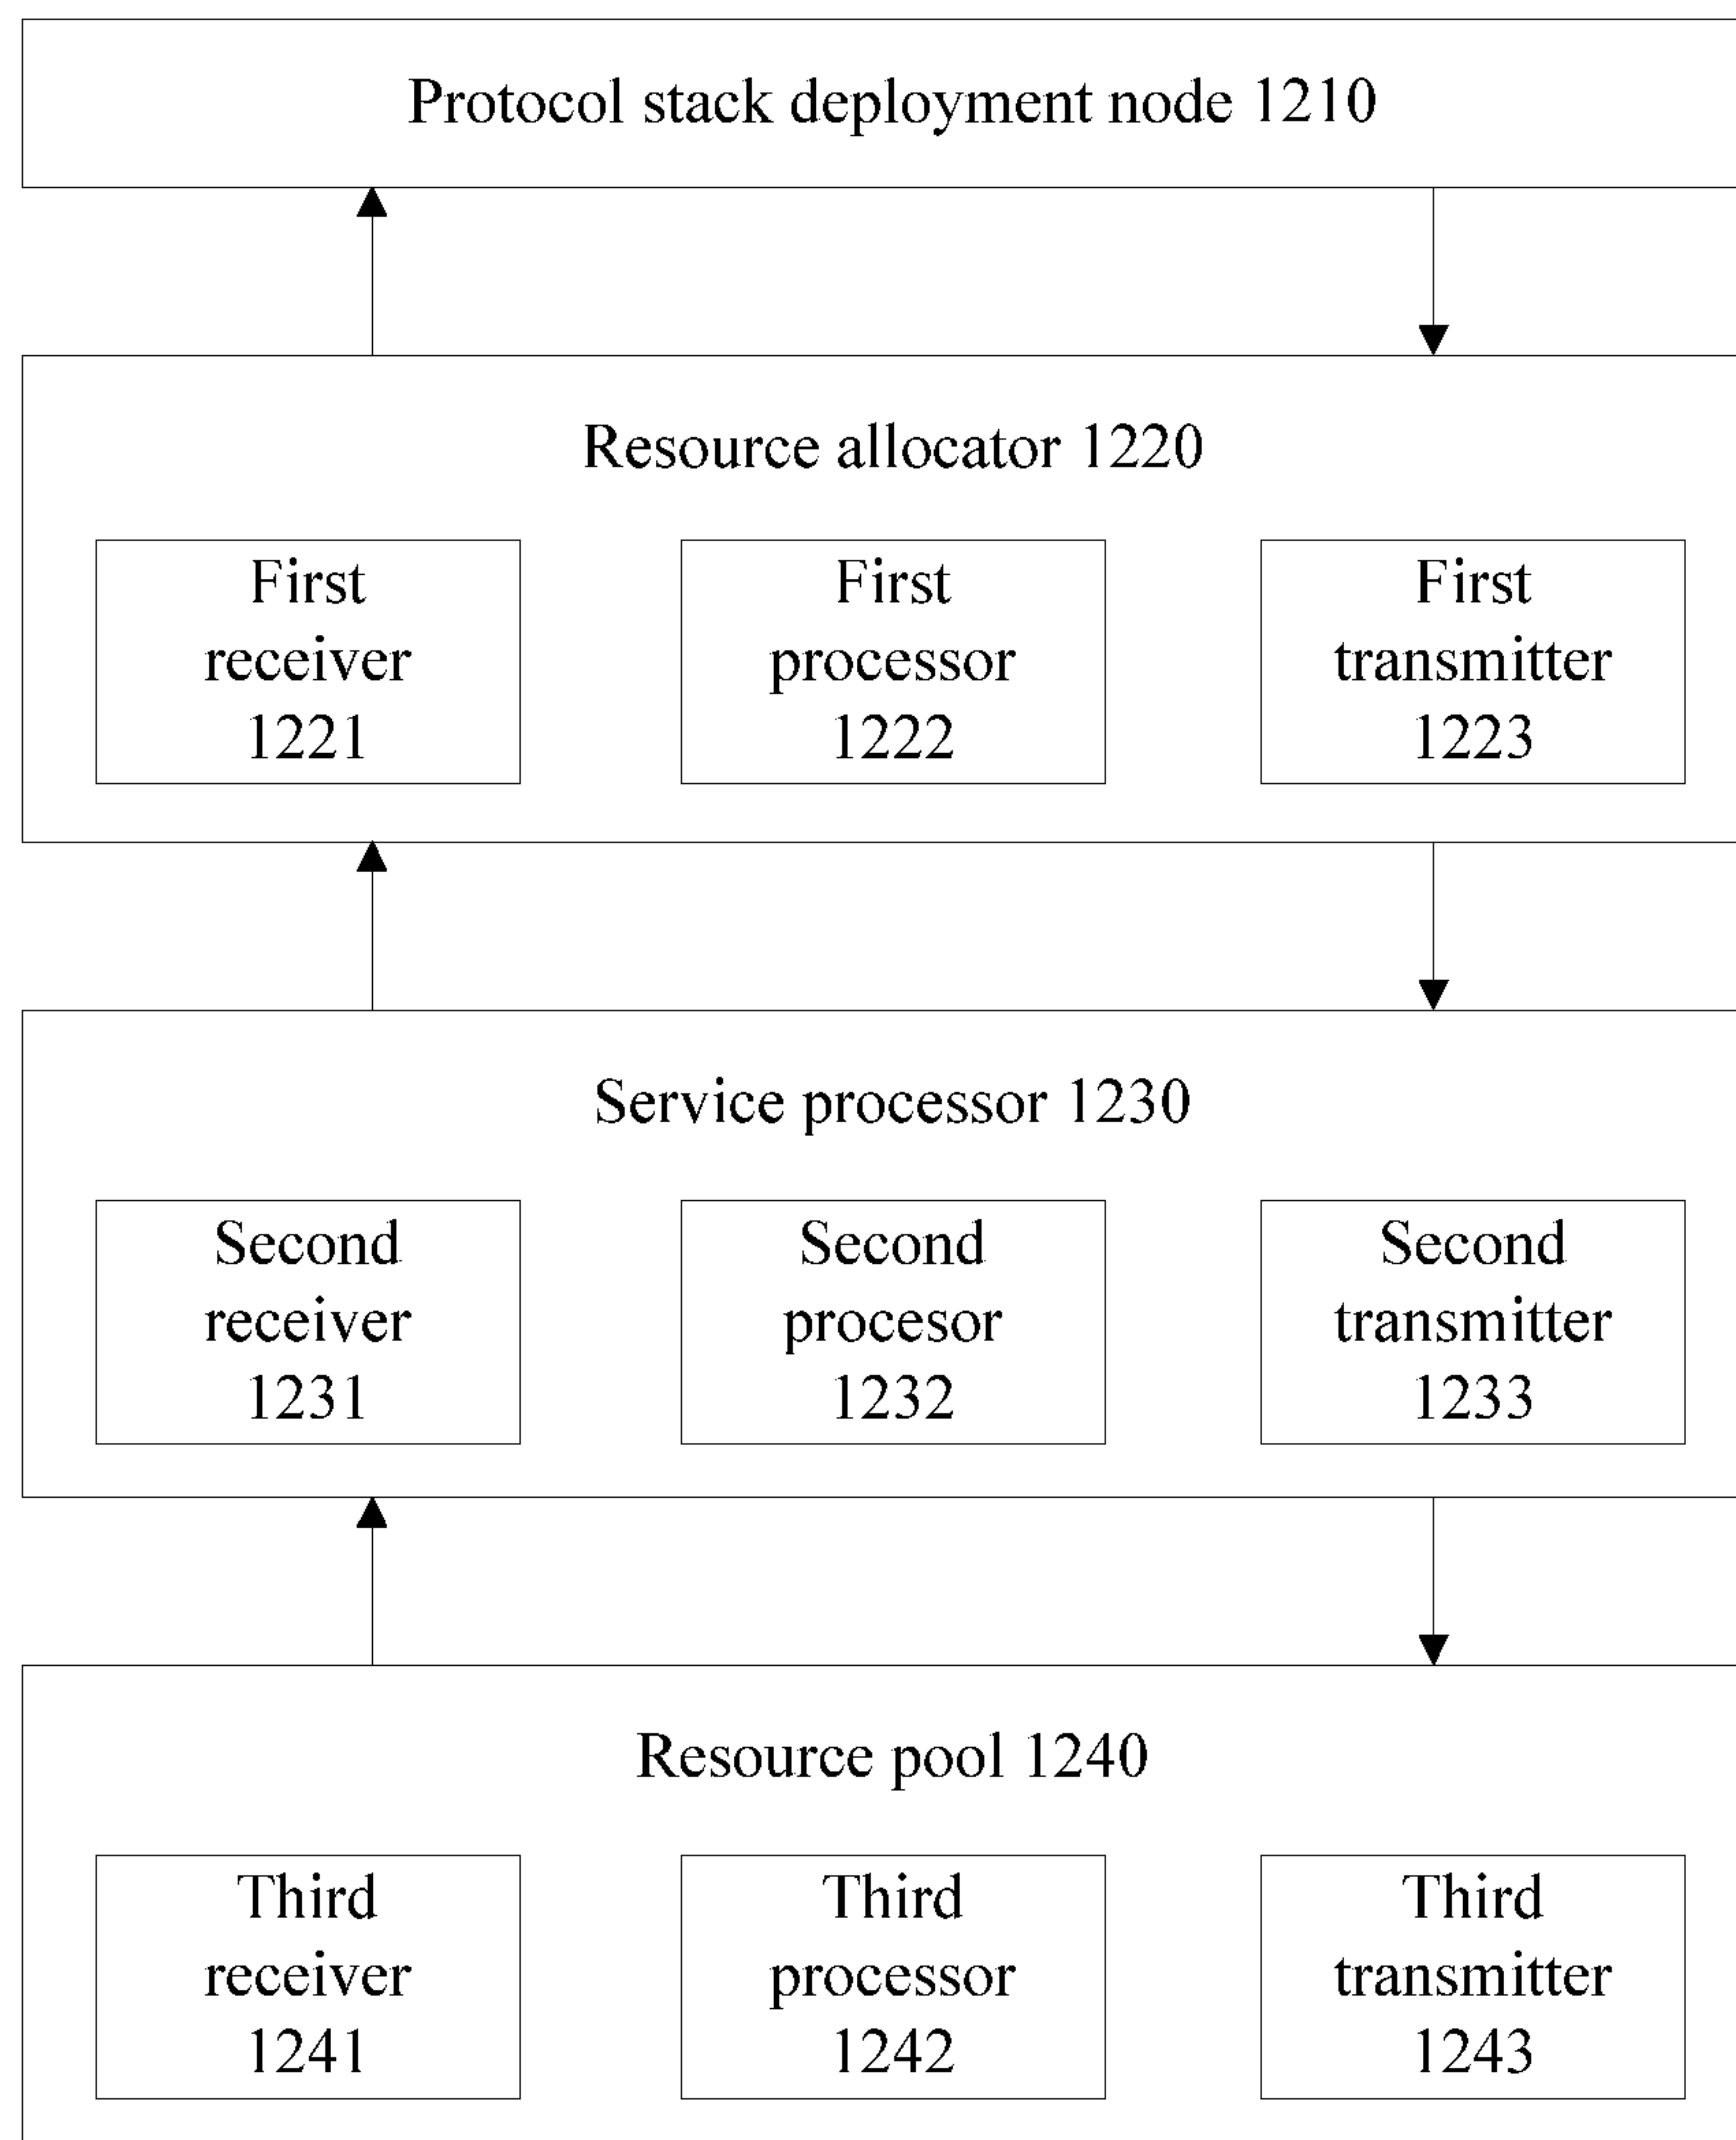 Protocol stack deployment node 1210
Resource allocator 1220
First
receiver
1221
First
processor
1222
First
transmitter
1223
Service processor 1230
Second
receiver
1231
Second
procesor
1232
Second
transmitter
1233
Resource pool 1240
Third
receiver
1241
Third
processor
1242
Third
transmitter
1243